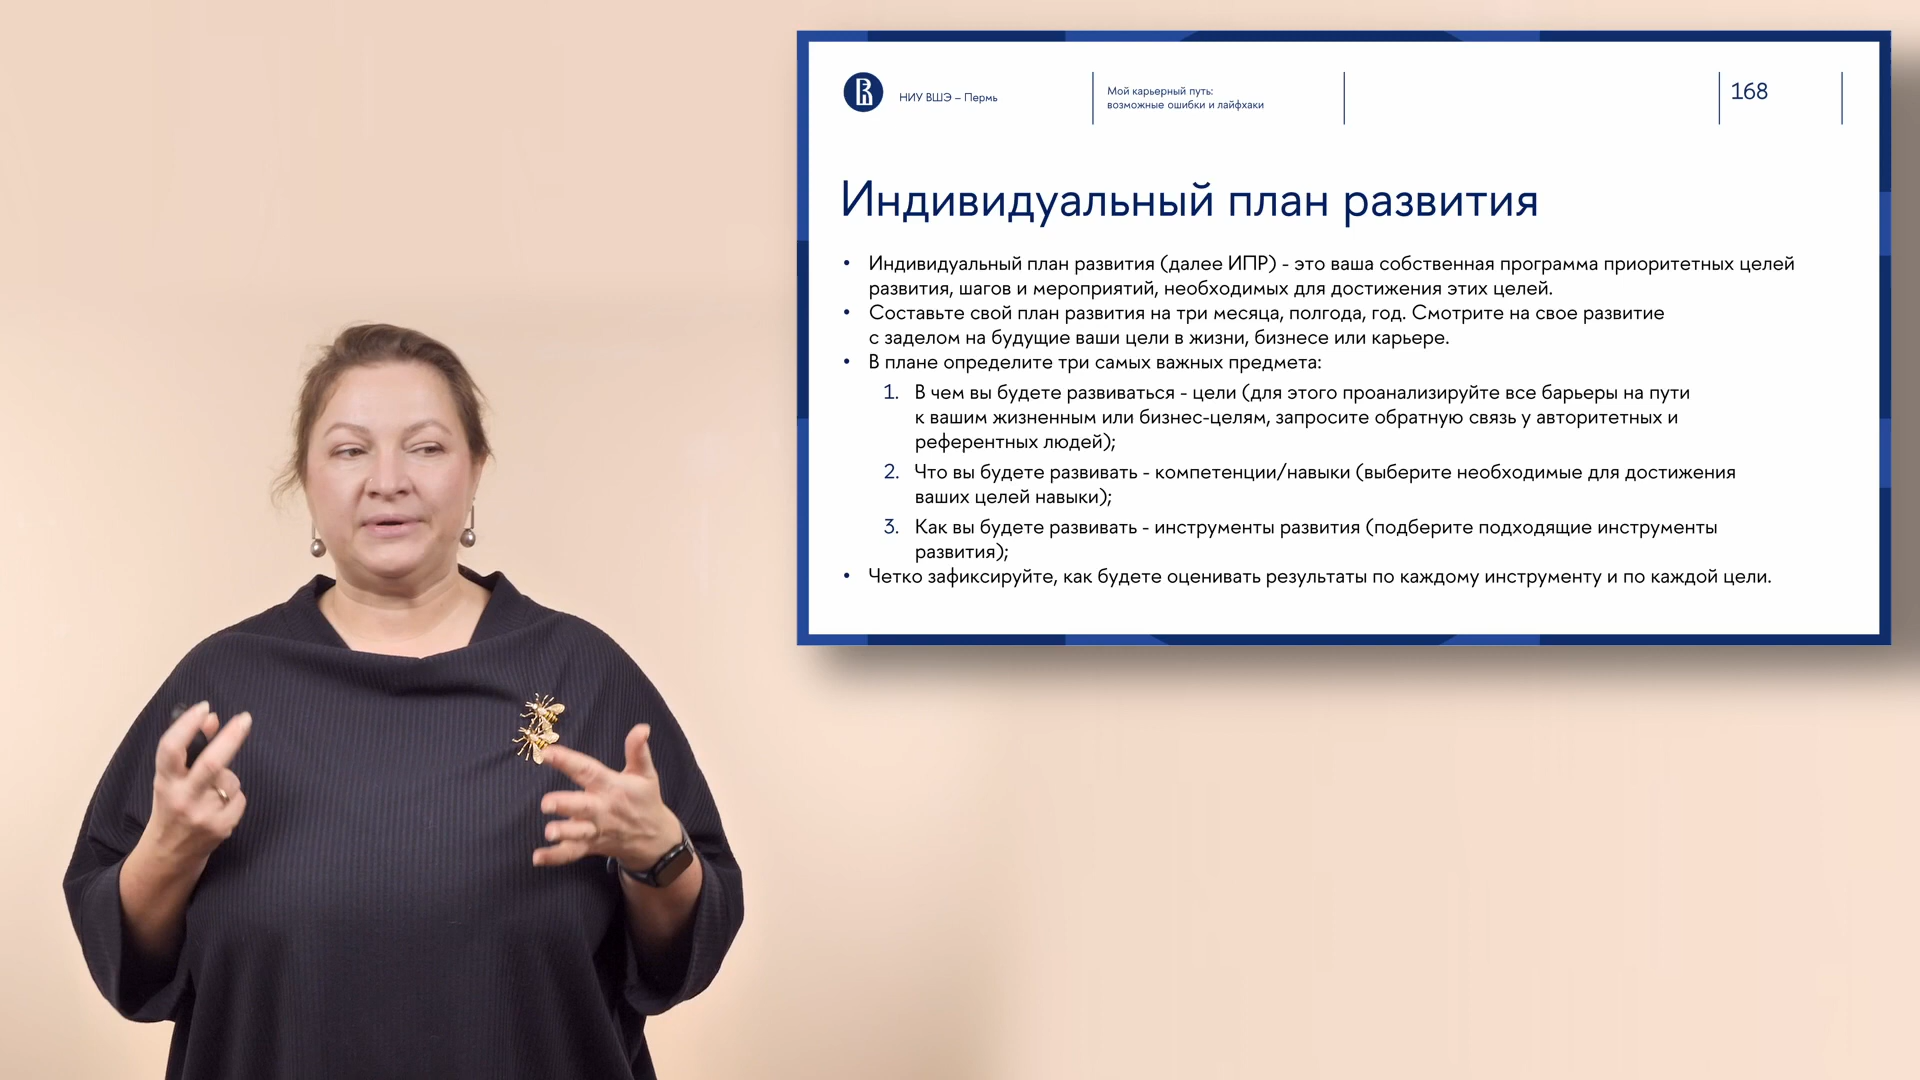 НИУ ВШЭ – Пермь
Мой карьерный путь:
возможные ошибки и лайфхаки
168
Индивидуальный план развития
• Индивидуальный план развития (далее ИПР) - это ваша собственная программа приоритетных целей
развития, шагов и мероприятий, необходимых для достижения этих целей.
• Составьте свой план развития на три месяца, полгода, год. Смотрите на свое развитие
с заделом на будущие ваши цели в жизни, бизнесе или карьере.
• В плане определите три самых важных предмета:
1. В чем вы будете развиваться - цели (для этого проанализируйте все барьеры на пути
к вашим жизненным или бизнес-целям, запросите обратную связь у авторитетных и
референтных людей);
2. Что вы будете развивать - компетенции/навыки (выберите необходимые для достижения
ваших целей навыки);
3. Как вы будете развивать - инструменты развития (подберите подходящие инструменты
развития);
• Четко зафиксируйте, как будете оценивать результаты по каждому инструменту и по каждой цели.